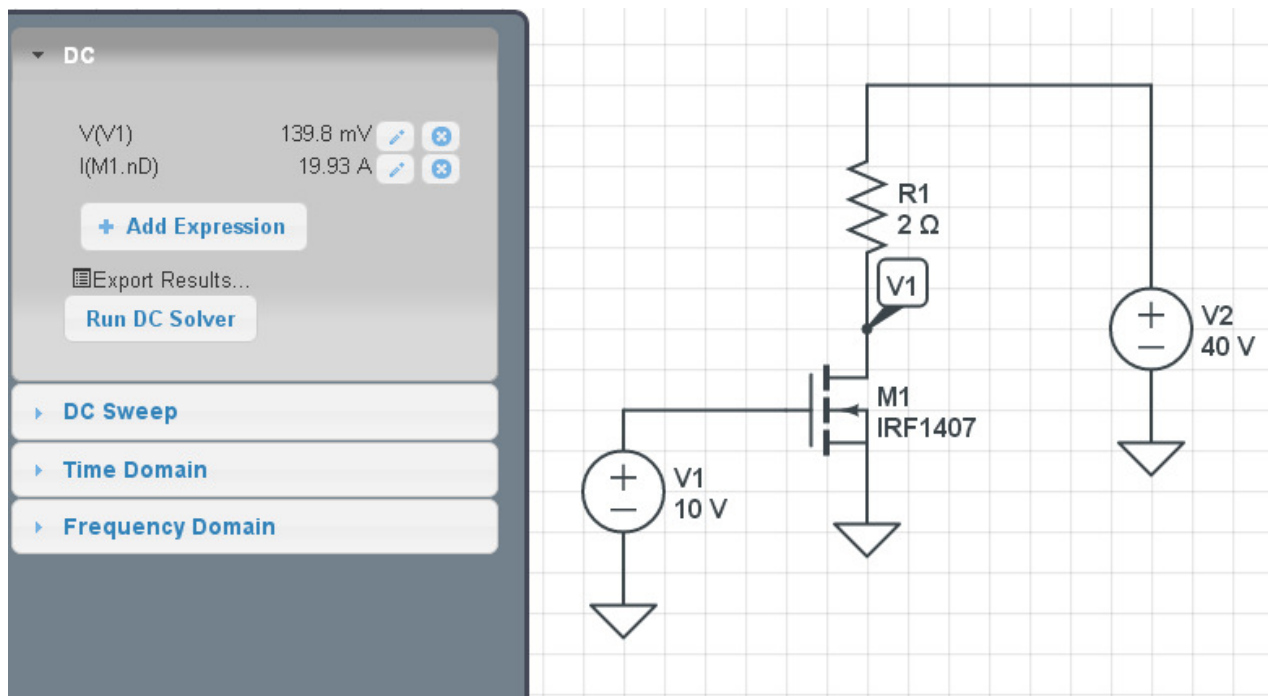 DC
V(V1) 139.8 mV
I(M1.nD) 19.93 A
+ Add Expression
Export Results...
Run DC Solver
DC Sweep
Time Domain
Frequency Domain
R1
2 Ω
V1
V2
40 V
M1
IRF1407
V1
10 V